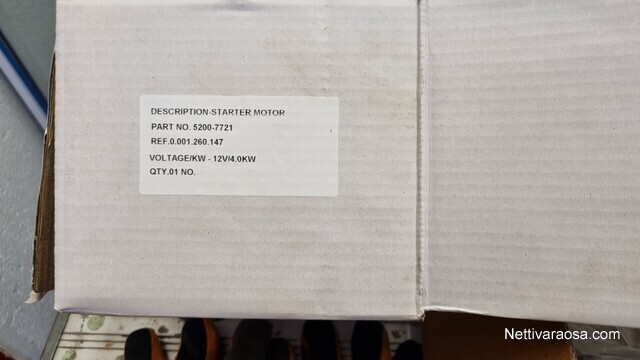 DESCRIPTION-STARTER MOTOR
PART NO. 5200-7721
REF.0.001.260.147
VOLTAGE/KW - 12V/4.0KW
QTY.01 NO.
Nettivaraosa.com